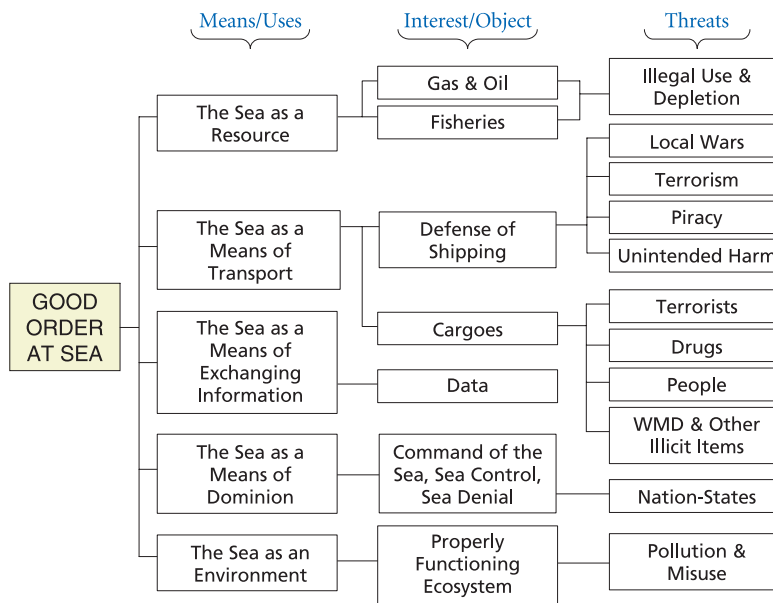 Means/Uses
Interest/Object
Threats
GOOD
ORDER
AT SEA
The Sea as a
Resource
Gas & Oil
Fisheries
Illegal Use &
Depletion
The Sea as a
Means of
Transport
Defense of
Shipping
Local Wars
Terrorism
Piracy
Unintended Harm
Cargoes
Terrorists
Drugs
People
WMD & Other
Illicit Items
The Sea as a
Means of
Exchanging
Information
Data
The Sea as a
Means of
Dominion
Command of the
Sea, Sea Control,
Sea Denial
Nation-States
The Sea as an
Environment
Properly
Functioning
Ecosystem
Pollution &
Misuse